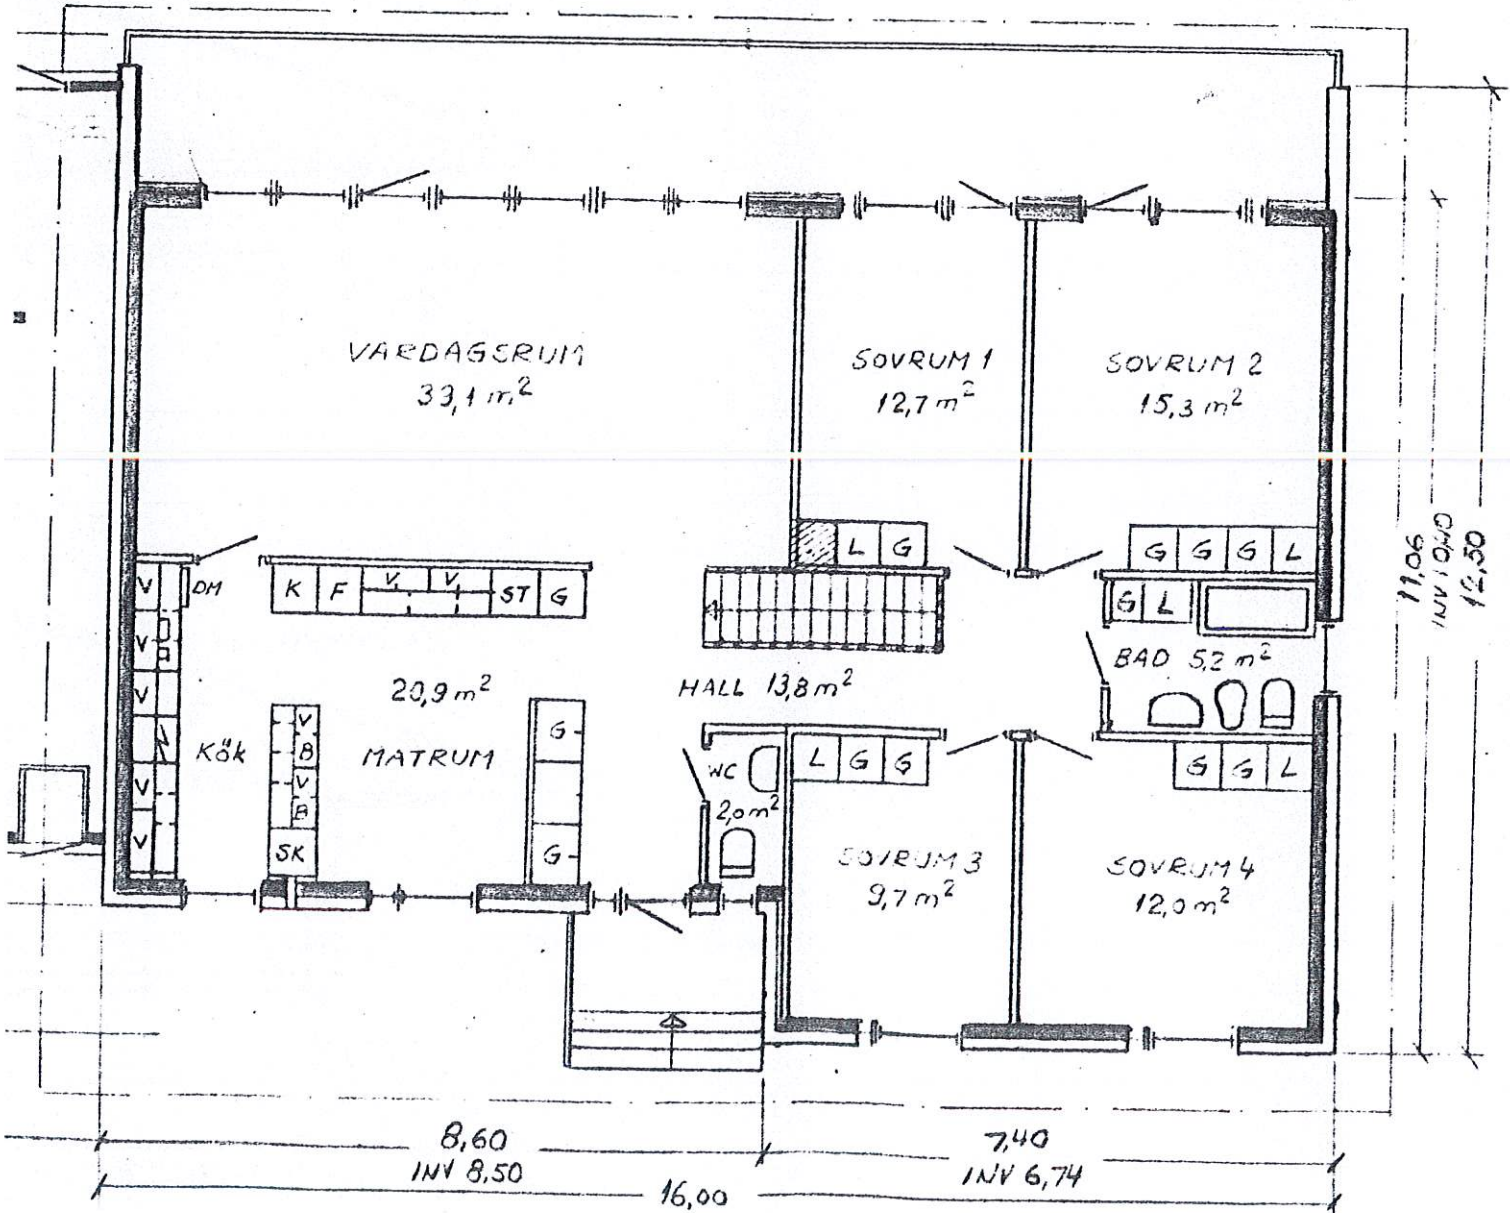 VARDAGSRUM
33,1 m²
SOVRUM 1
12,7 m²
SOVRUM 2
15,3 m²
L G
G G G L
V
DM
K F V V ST G
G L
V
BAD 5,2 m²
20,9 m²
HALL 13,8 m²
V
KÖK
MATRUM
V
B
V
B
G
WC
2,0 m²
L G G
G G L
V
V
SK
G
SOVRUM 3
9,7 m²
SOVRUM 4
12,0 m²
11,06
INV 10,40
12,50
8,60
INV 8,50
7,40
INV 6,74
16,00